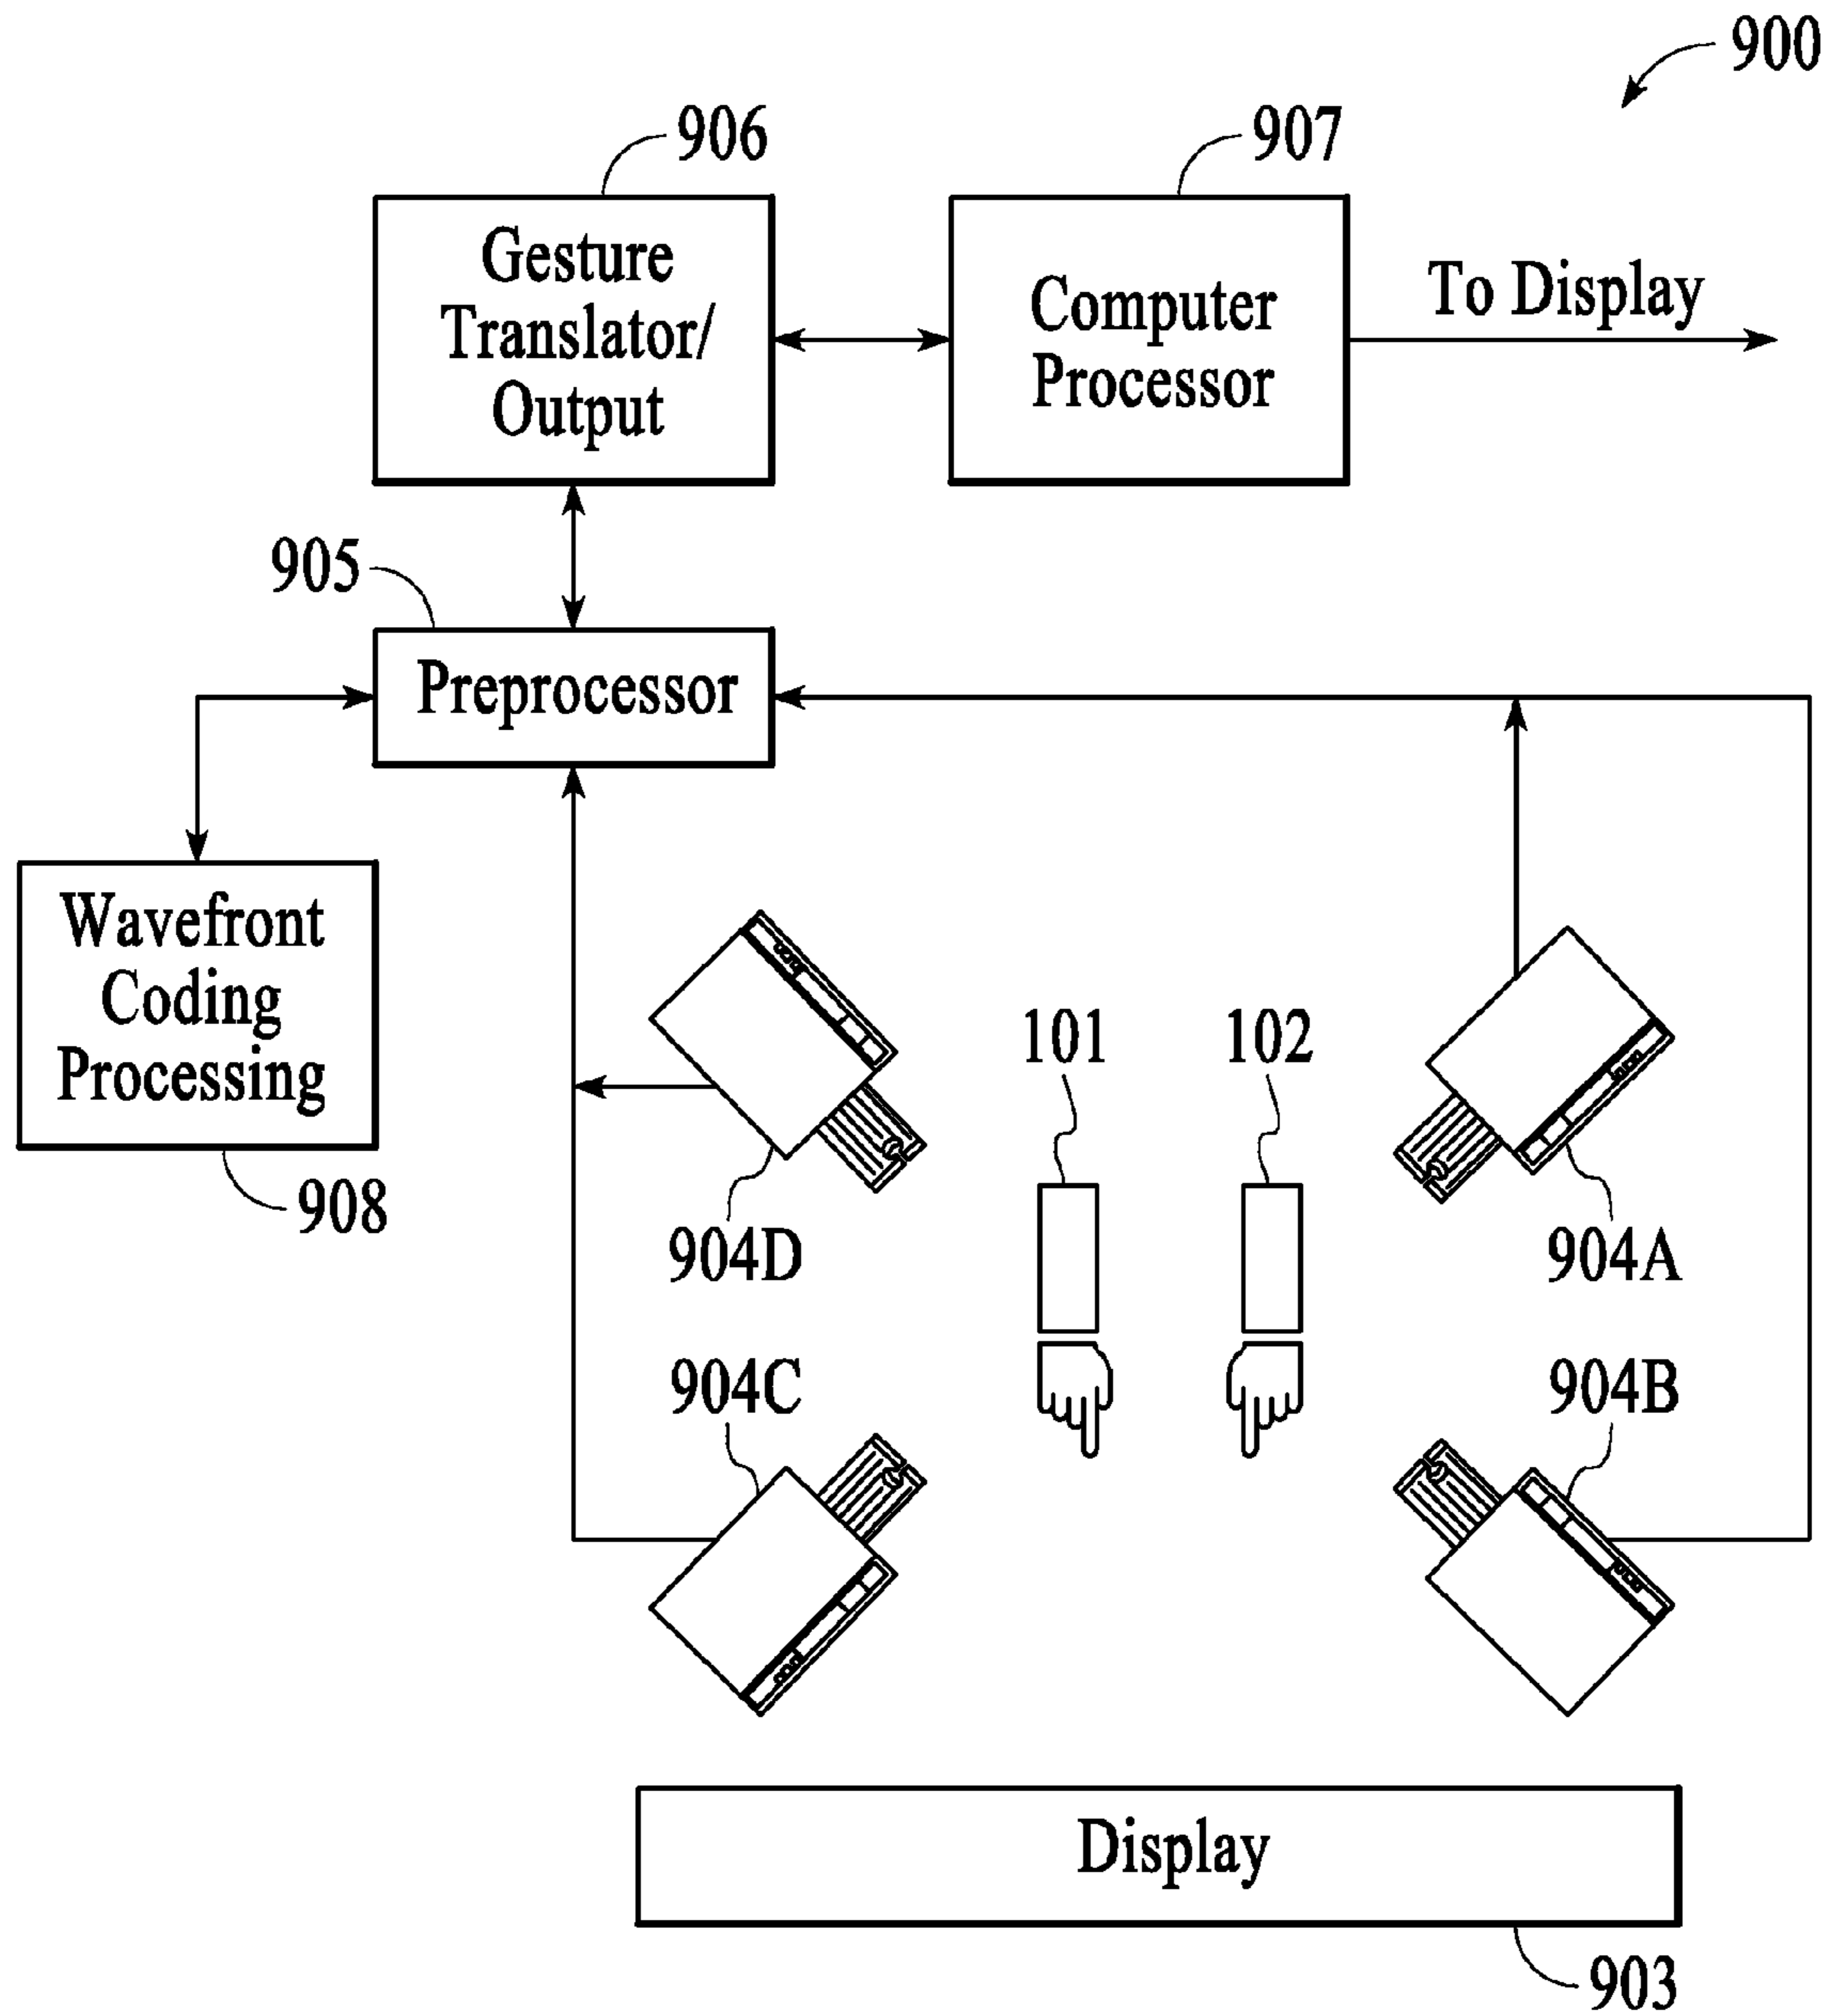 900
906
907
Gesture
Translator/
Output
Computer
Processor
To Display
905
Preprocessor
Wavefront
Coding
Processing
908
101
102
904D
904A
904C
904B
Display
903